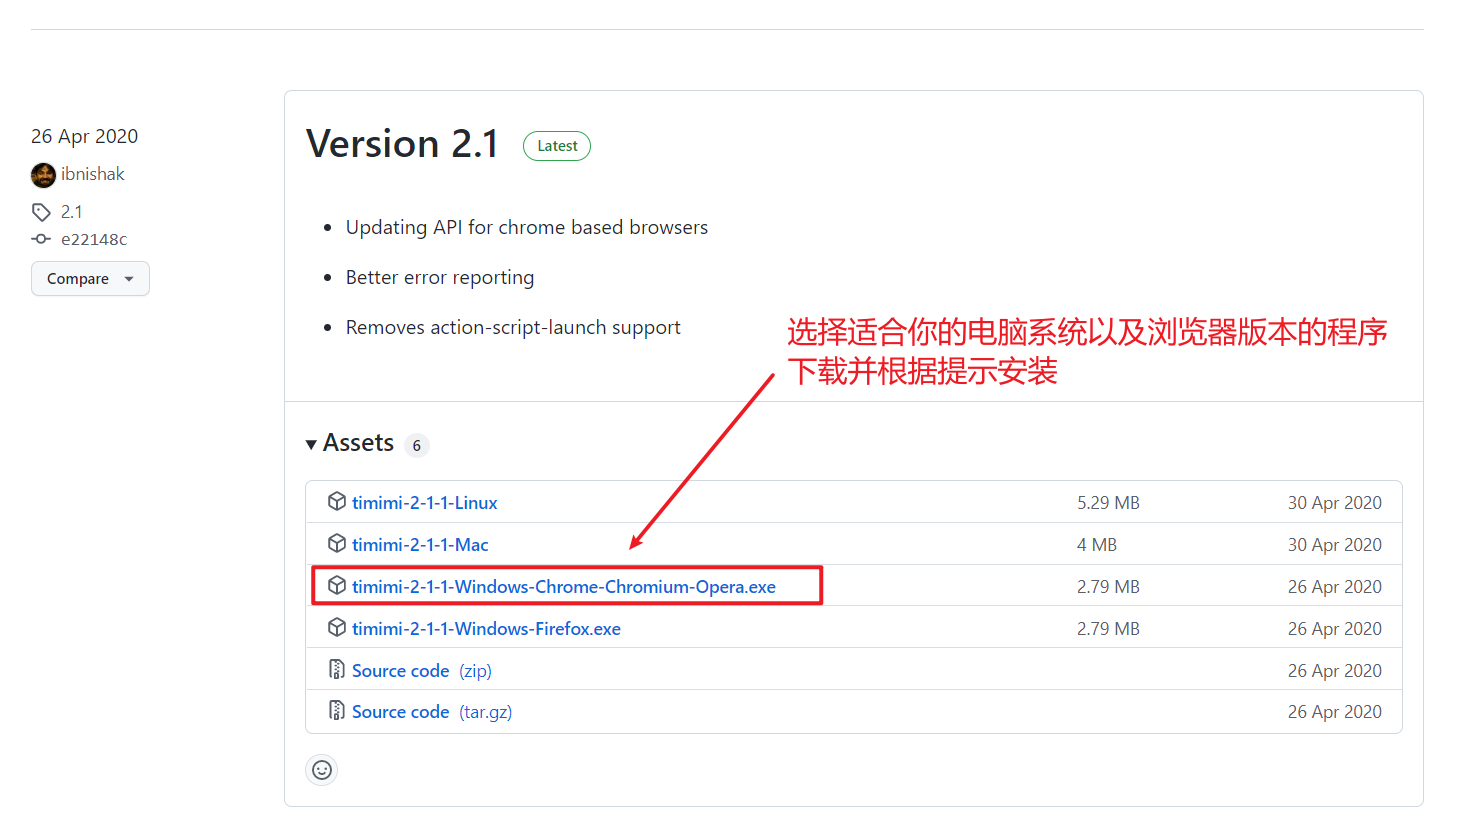 26 Apr 2020
ibnishak
2.1
e22148c
Compare
Version 2.1 Latest
Updating API for chrome based browsers
Better error reporting
Removes action-script-launch support
选择适合你的电脑系统以及浏览器版本的程序
下载并根据提示安装
Assets 6
timimi-2-1-1-Linux 5.29 MB 30 Apr 2020
timimi-2-1-1-Mac 4 MB 30 Apr 2020
timimi-2-1-1-Windows-Chrome-Chromium-Opera.exe 2.79 MB 26 Apr 2020
timimi-2-1-1-Windows-Firefox.exe 2.79 MB 26 Apr 2020
Source code (zip) 26 Apr 2020
Source code (tar.gz) 26 Apr 2020